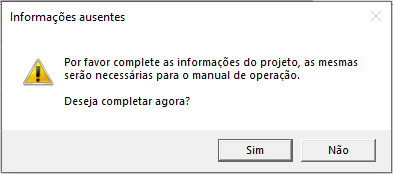 Informações ausentes
Por favor complete as informações do projeto, as mesmas
serão necessárias para o manual de operação.
Deseja completar agora?
Sim
Não